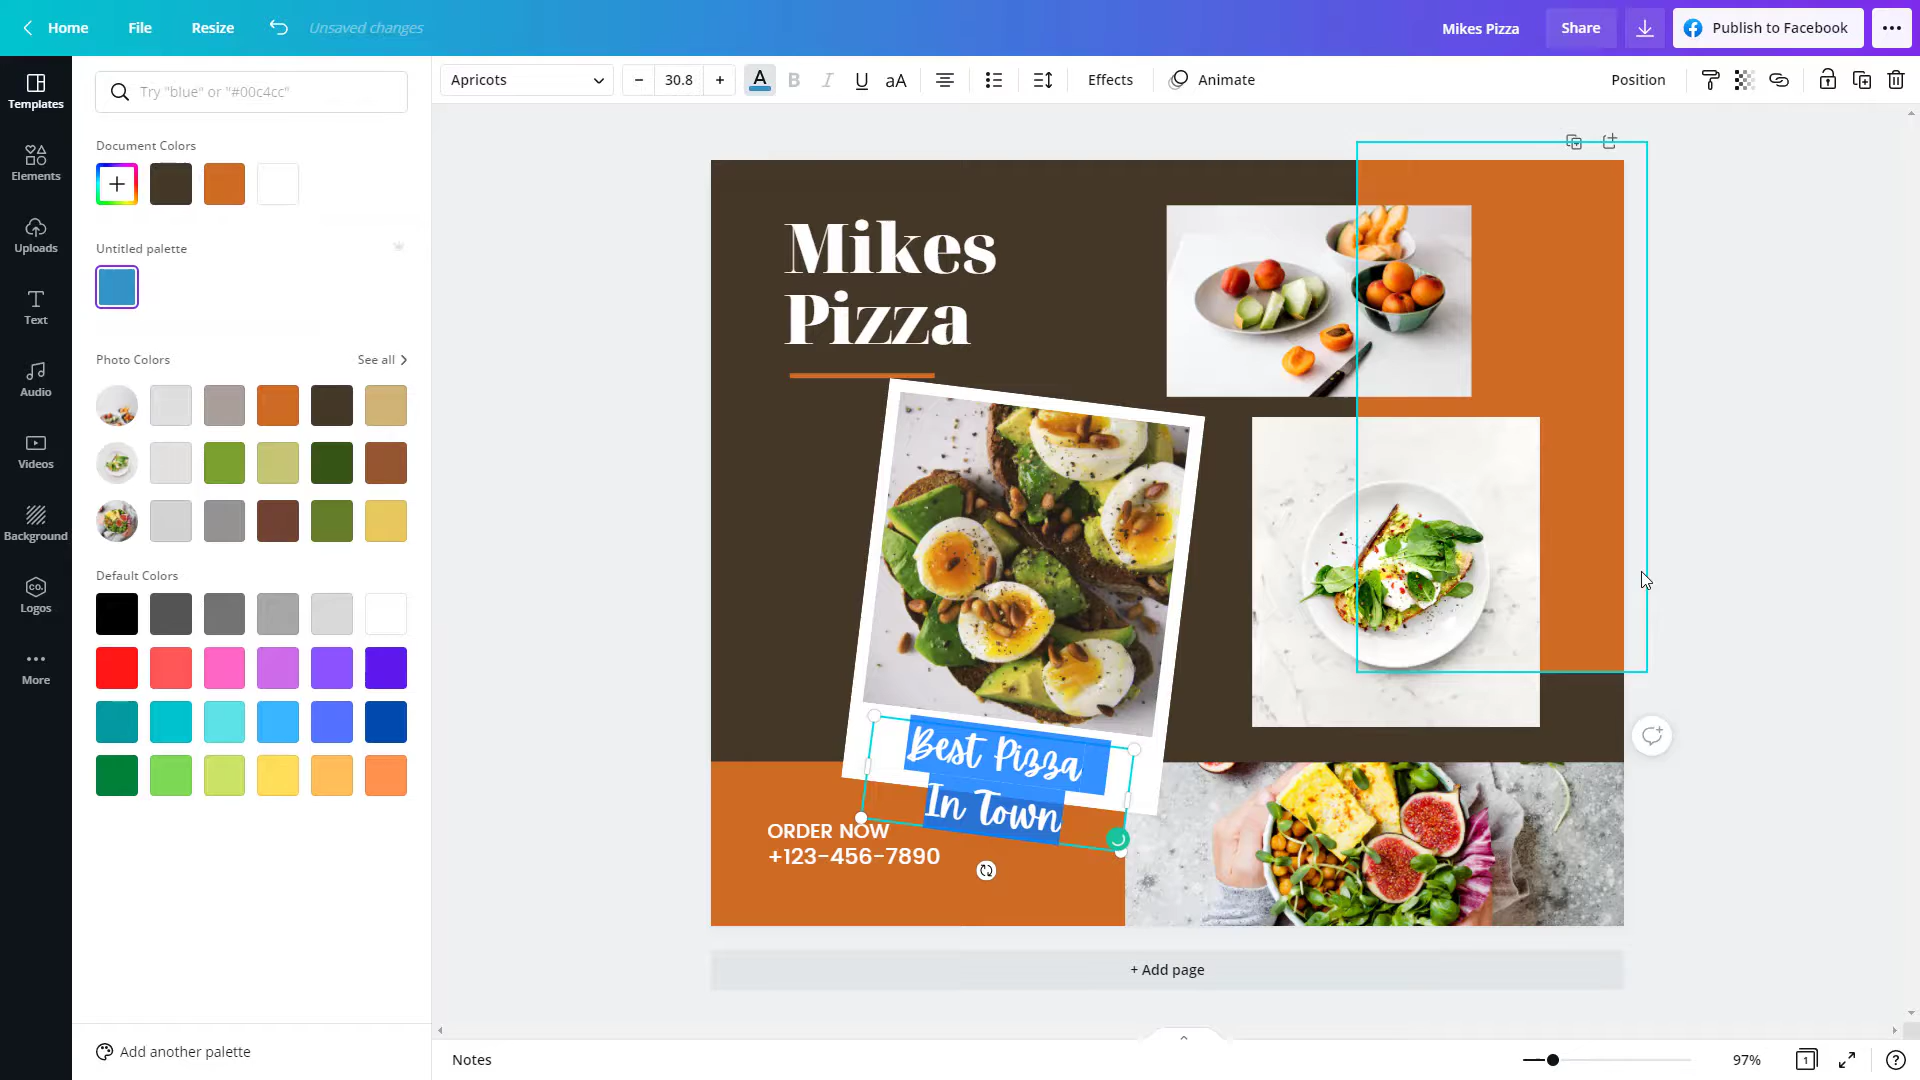 Home
File
Resize
Unsaved changes
Mikes Pizza
Share
Publish to Facebook
Templates
Elements
Uploads
Text
Audio
Videos
Background
CO.
Logos
More
Try "blue" or "#00c4cc"
Document Colors
Untitled palette
Photo Colors
See all
Default Colors
Add another palette
Apricots
30.8
A
B
I
U
aA
Effects
Animate
Position
Mikes
Pizza
Best Pizza
In Town
ORDER NOW
+123-456-7890
+ Add page
Notes
97%
1
?